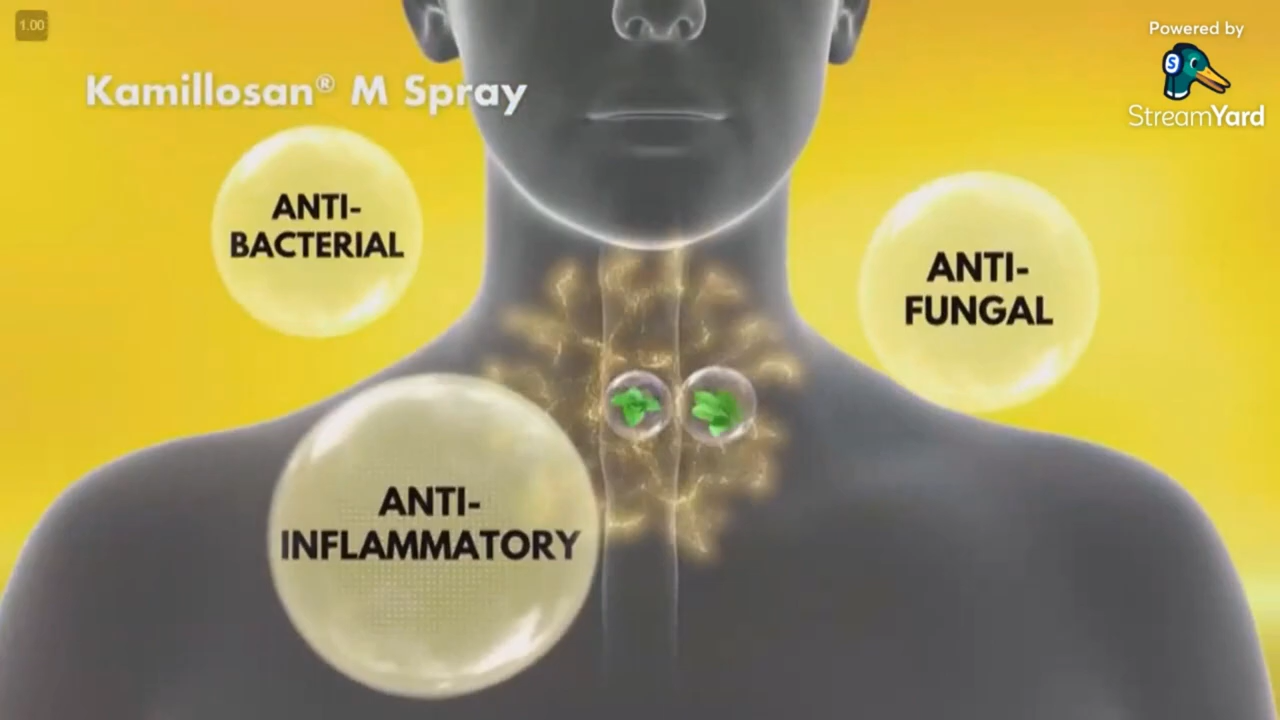 1.00
Powered by
StreamYard
Kamillosan® M Spray
ANTI-
BACTERIAL
ANTI-
FUNGAL
ANTI-
INFLAMMATORY